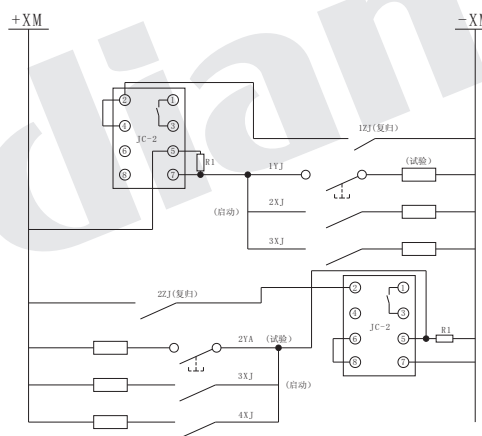 +XM
-XM
② ①
④ ③
JC-2
⑥ ⑤
⑧ ⑦
R1
1ZJ(复归)
1YJ
(试验)
2XJ
(启动)
3XJ
2ZJ(复归)
② ①
④ ③
JC-2
⑥ ⑤
⑧ ⑦
R1
2YA (试验)
3XJ
(启动)
4XJ
dian